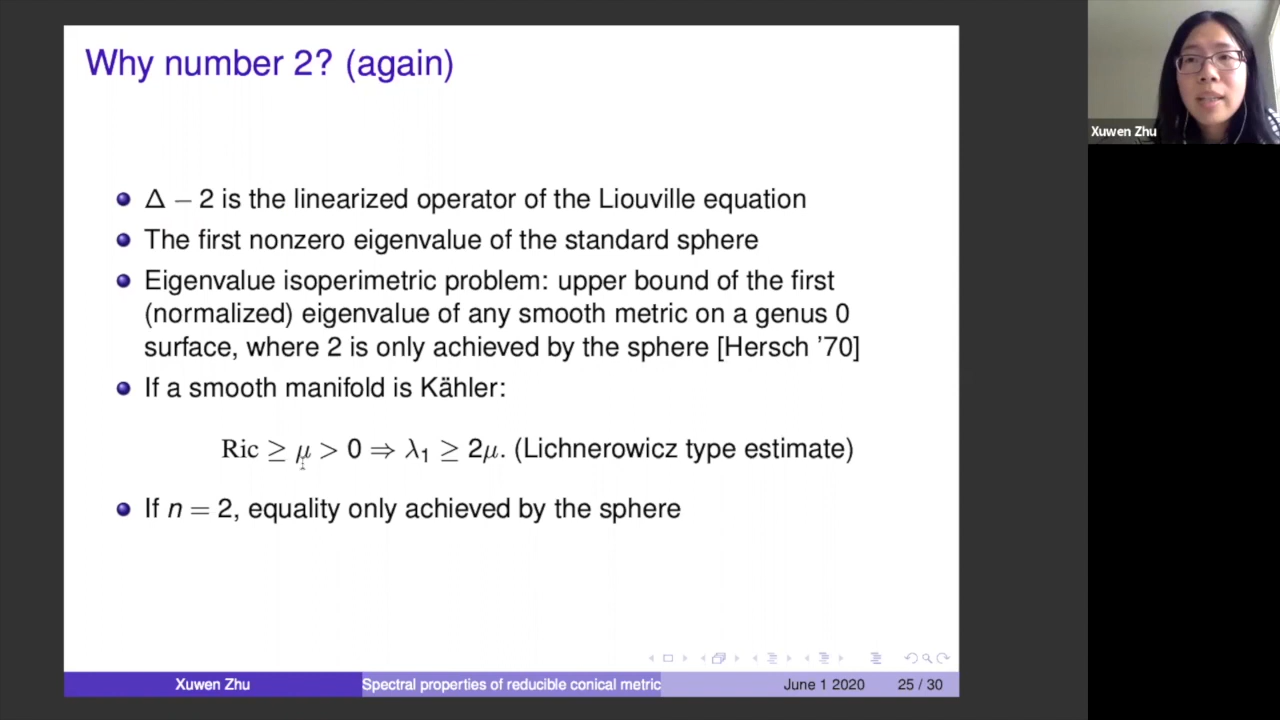 Why number 2? (again)
Δ − 2 is the linearized operator of the Liouville equation
The first nonzero eigenvalue of the standard sphere
Eigenvalue isoperimetric problem: upper bound of the first
(normalized) eigenvalue of any smooth metric on a genus 0
surface, where 2 is only achieved by the sphere [Hersch '70]
If a smooth manifold is Kähler:
Ric ≥ μ > 0 ⇒ λ₁ ≥ 2μ. (Lichnerowicz type estimate)
If n = 2, equality only achieved by the sphere
Xuwen Zhu
Spectral properties of reducible conical metric
June 1 2020
25 / 30
Xuwen Zhu